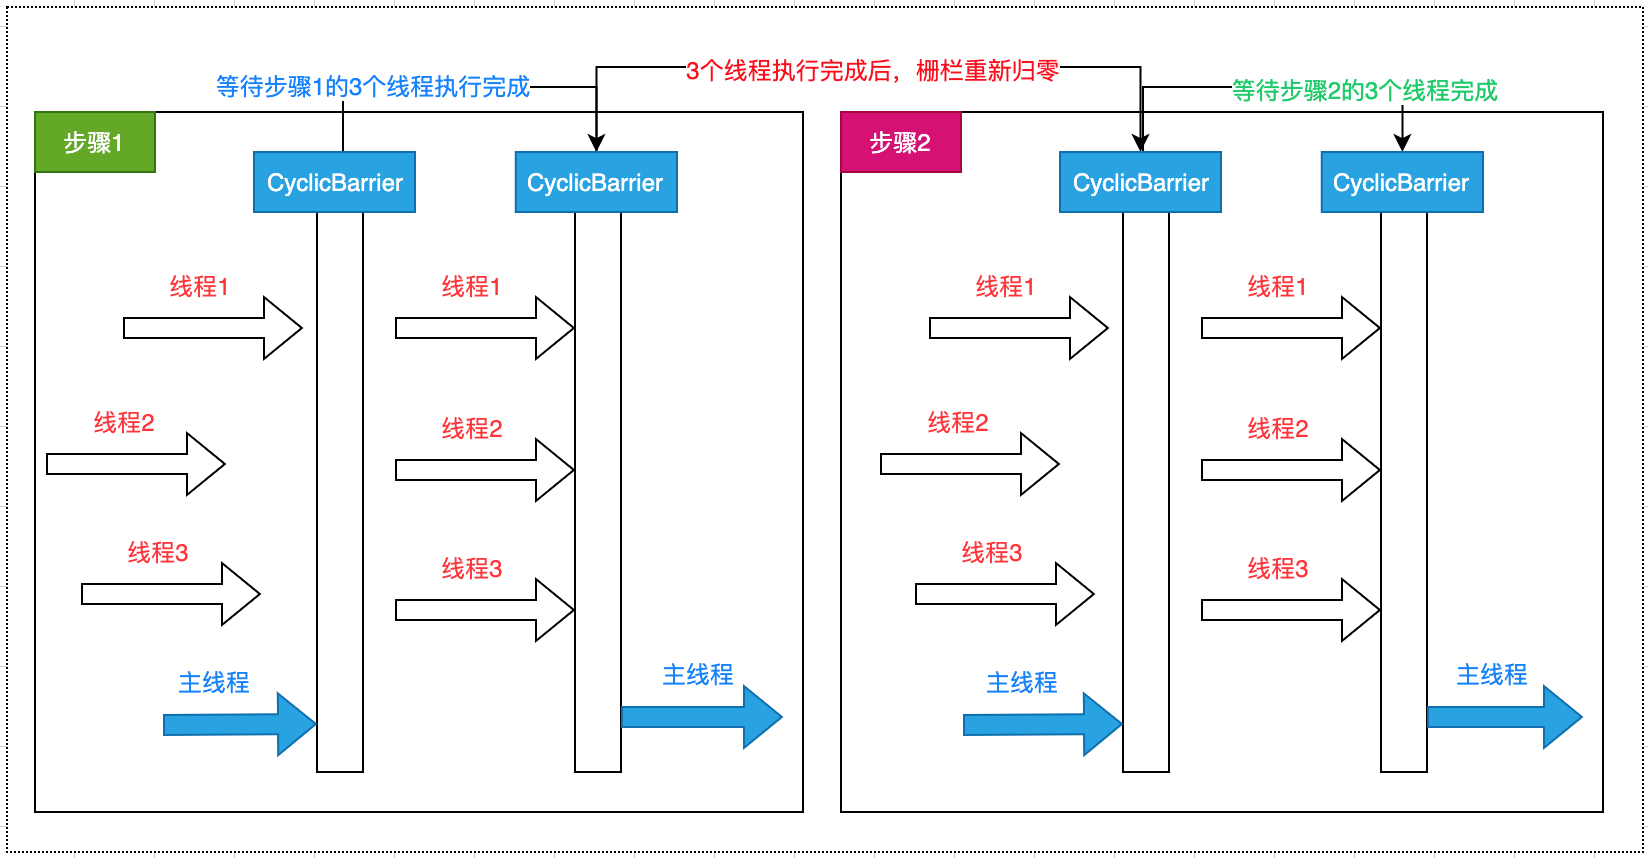 等待步骤1的3个线程执行完成
3个线程执行完成后，栅栏重新归零
等待步骤2的3个线程完成
步骤1
CyclicBarrier
CyclicBarrier
线程1
线程1
线程2
线程2
线程3
线程3
主线程
主线程
步骤2
CyclicBarrier
CyclicBarrier
线程1
线程1
线程2
线程2
线程3
线程3
主线程
主线程